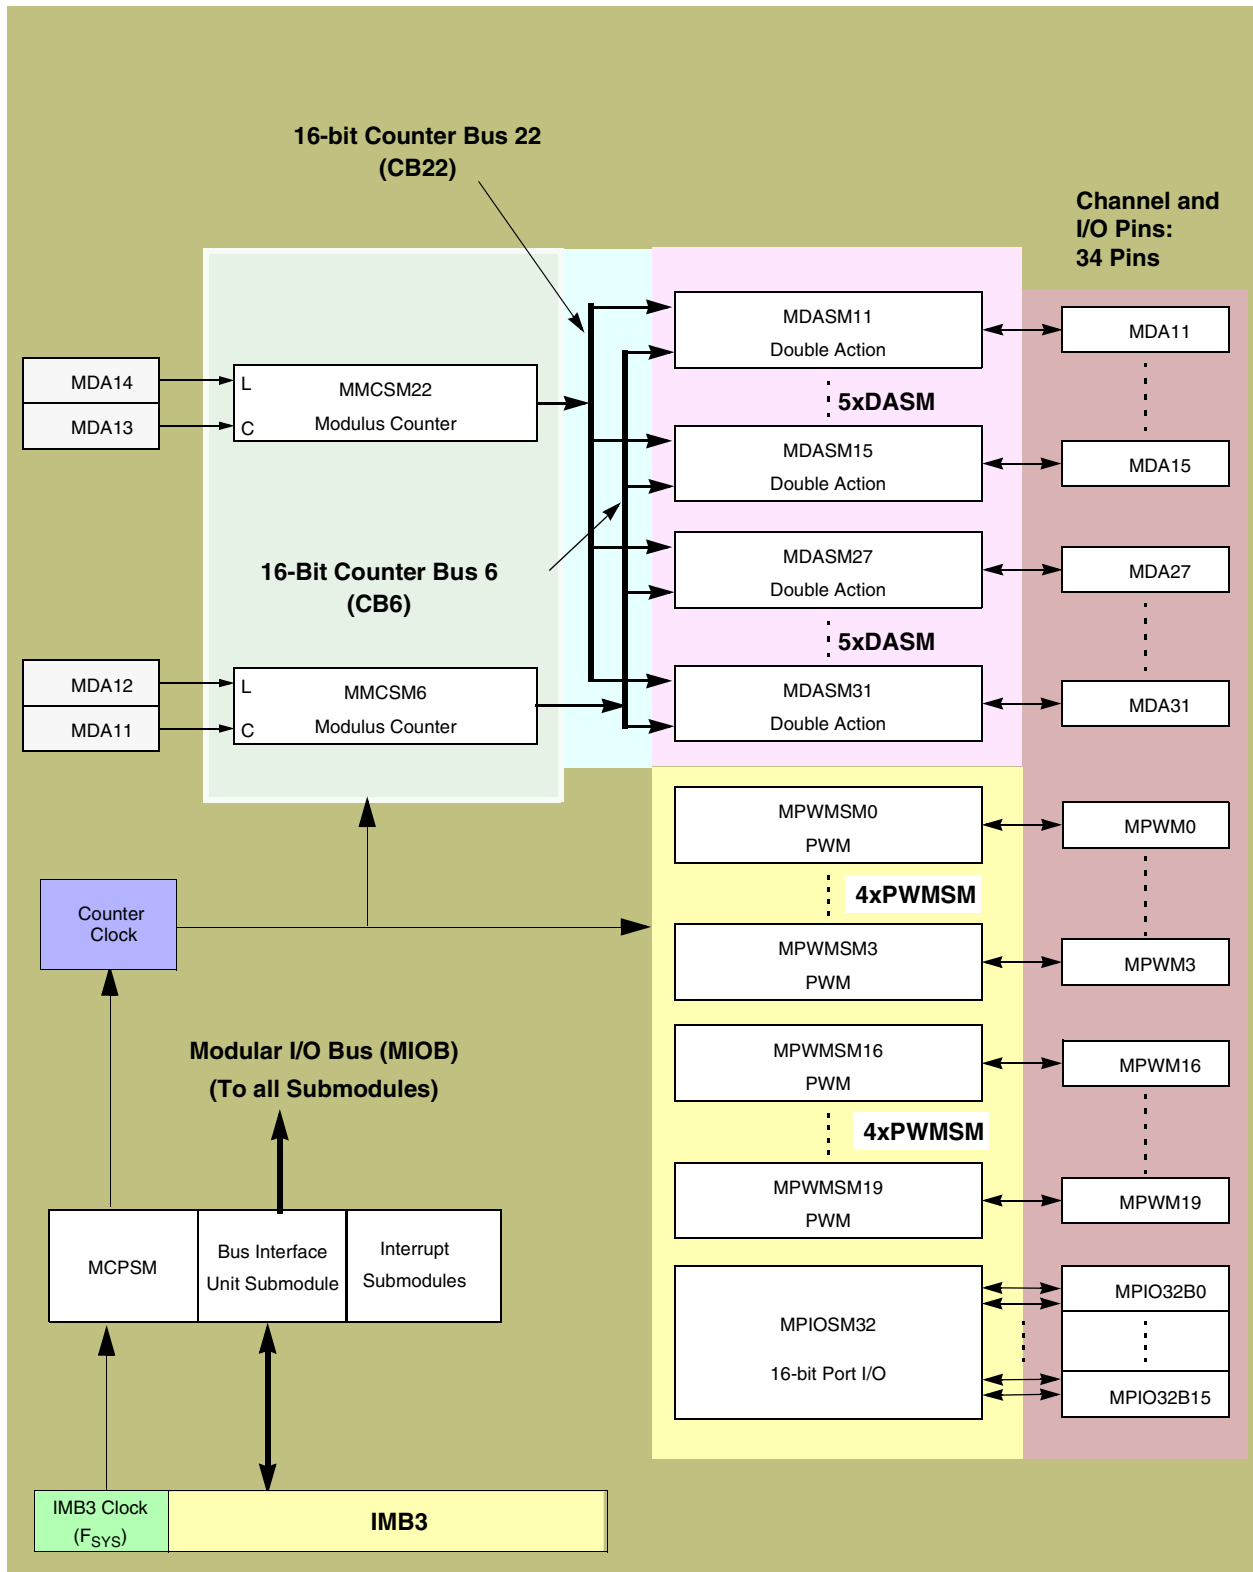 16-bit Counter Bus 22
(CB22)
Channel and
I/O Pins:
34 Pins
MDA14
MDA13
L
C
MMCSM22
Modulus Counter
MDASM11
Double Action
MDA11
5xDASM
MDASM15
Double Action
MDA15
16-Bit Counter Bus 6
(CB6)
MDASM27
Double Action
MDA27
5xDASM
MDA12
MDA11
L
C
MMCSM6
Modulus Counter
MDASM31
Double Action
MDA31
MPWMSM0
PWM
MPWM0
4xPWMSM
Counter
Clock
MPWMSM3
PWM
MPWM3
Modular I/O Bus (MIOB)
(To all Submodules)
MPWMSM16
PWM
MPWM16
4xPWMSM
MPWMSM19
PWM
MPWM19
MCPSM
Bus Interface
Unit Submodule
Interrupt
Submodules
MPIOSM32
16-bit Port I/O
MPIO32B0
MPIO32B15
IMB3 Clock
(FSYS)
IMB3